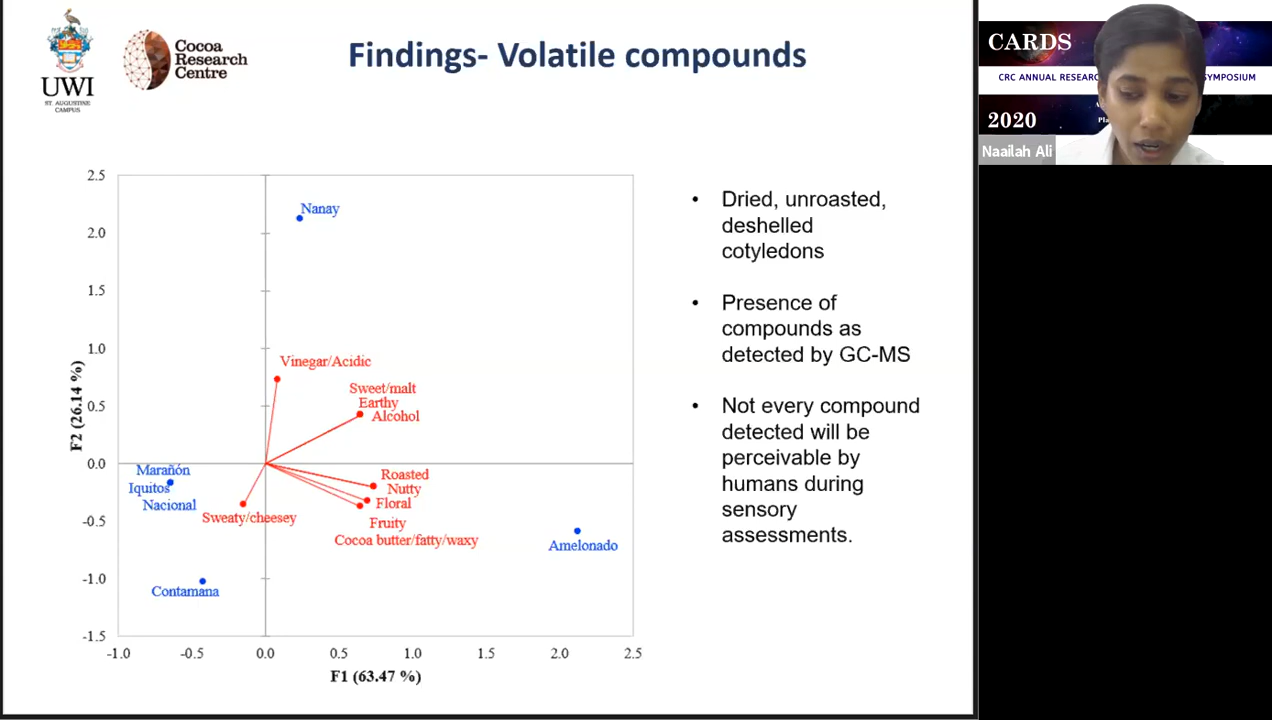 UWI
ST. AUGUSTINE
CAMPUS
Cocoa
Research
Centre
Findings- Volatile compounds
CARDS
CRC ANNUAL RESEARC
SYMPOSIUM
2020
Naailah Ali
2.5
2.0
1.5
1.0
0.5
0.0
-0.5
-1.0
-1.5
F2 (26.14 %)
Nanay
Vinegar/Acidic
Sweet/malt
Earthy
Alcohol
Marañón
Iquitos
Nacional
Sweaty/cheesey
Roasted
Nutty
Floral
Fruity
Cocoa butter/fatty/waxy
Amelonado
Contamana
-1.0 -0.5 0.0 0.5 1.0 1.5 2.0 2.5
F1 (63.47 %)
• Dried, unroasted,
deshelled
cotyledons
• Presence of
compounds as
detected by GC-MS
• Not every compound
detected will be
perceivable by
humans during
sensory
assessments.